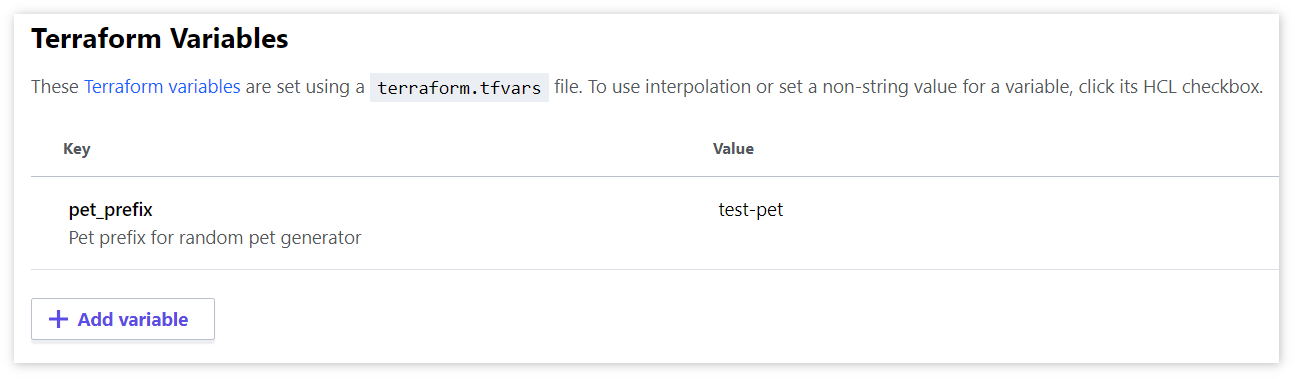 Terraform Variables
These Terraform variables are set using a terraform.tfvars file. To use interpolation or set a non-string value for a variable, click its HCL checkbox.
Key Value
pet_prefix test-pet
Pet prefix for random pet generator
+ Add variable